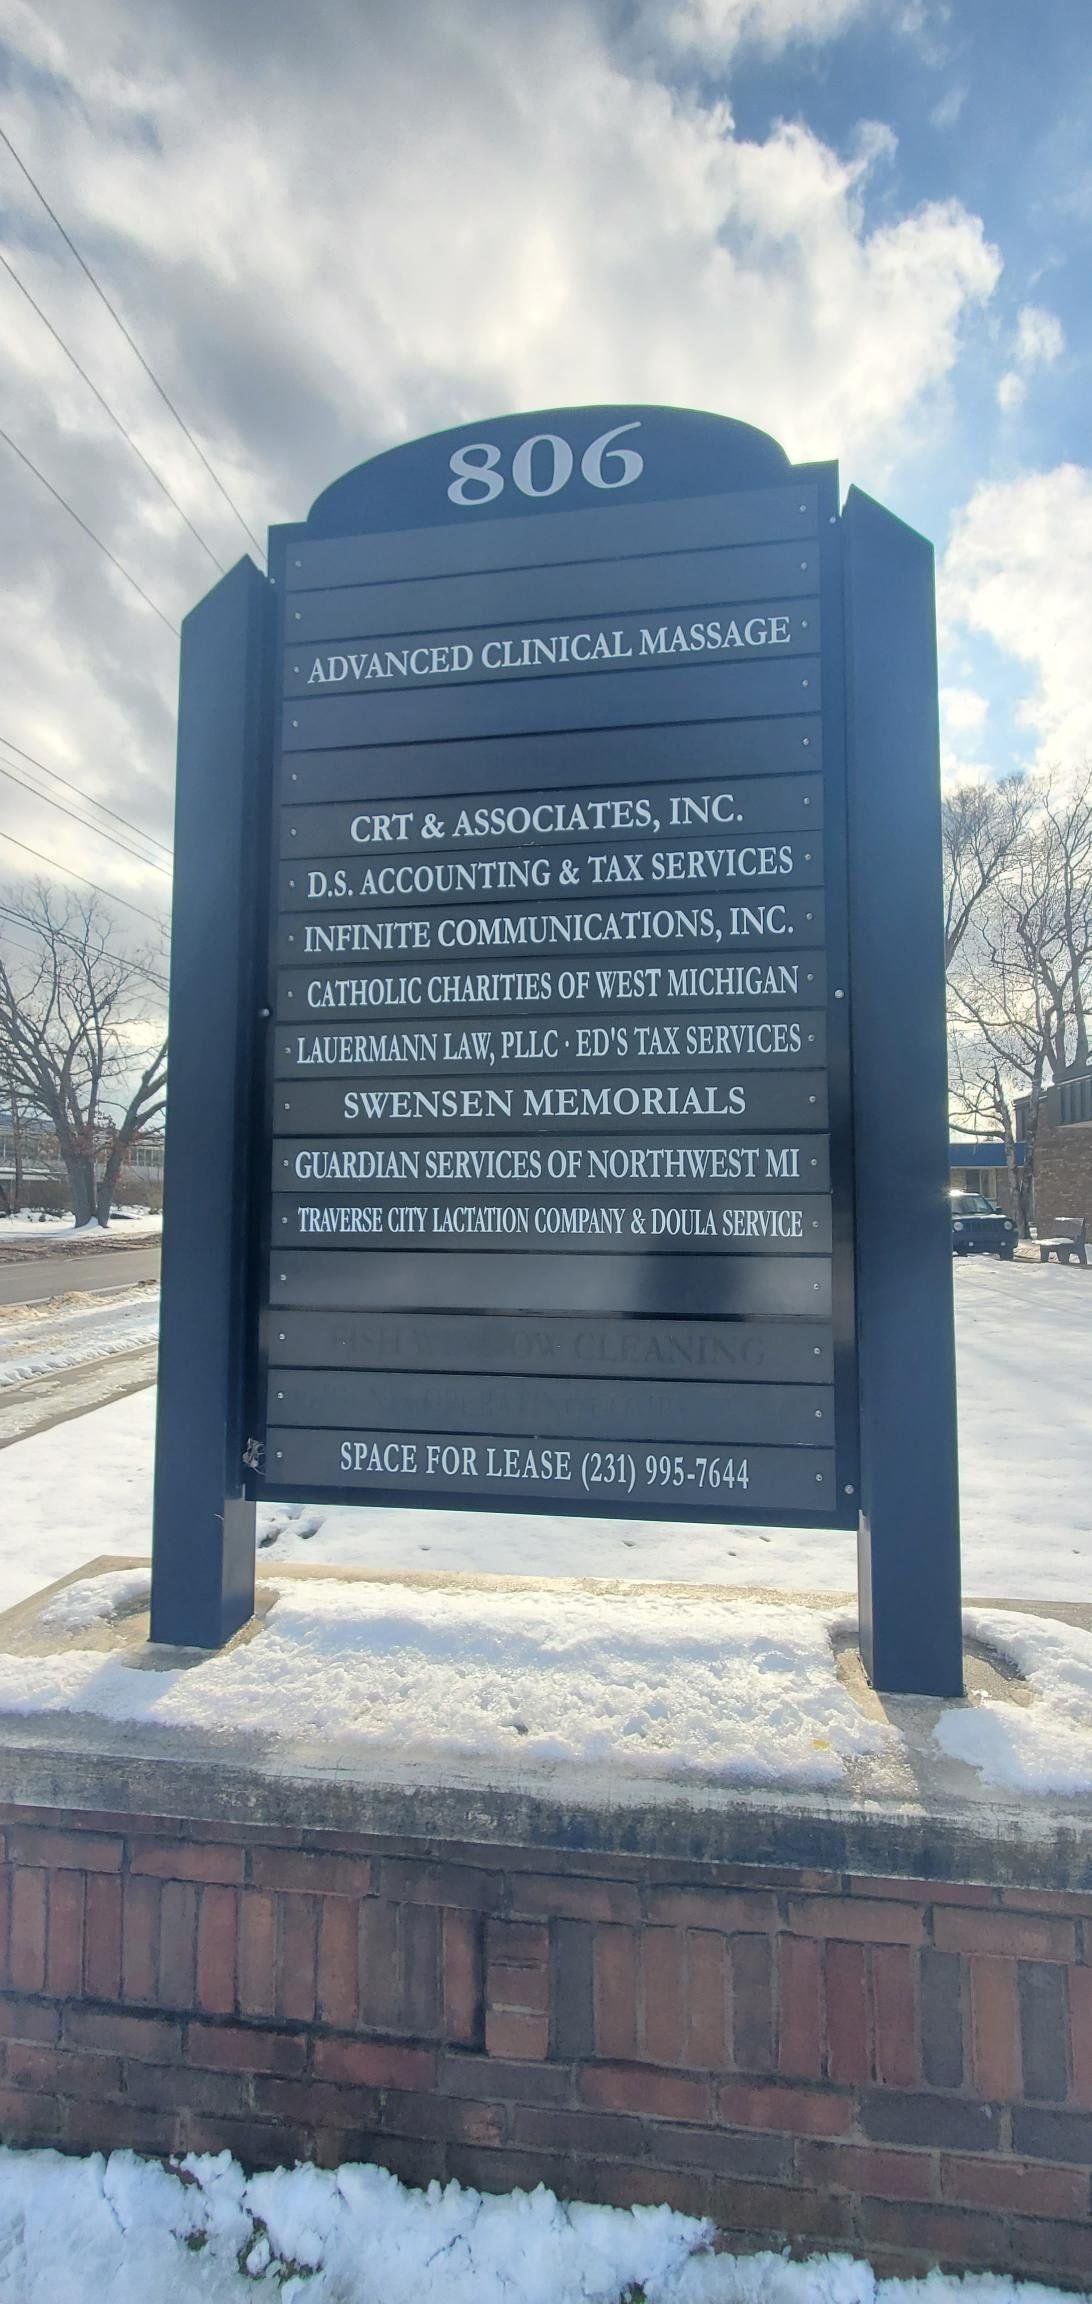 806
ADVANCED CLINICAL MASSAGE
CRT & ASSOCIATES, INC.
D.S. ACCOUNTING & TAX SERVICES
INFINITE COMMUNICATIONS, INC.
CATHOLIC CHARITIES OF WEST MICHIGAN
LAUERMANN LAW, PLLC · ED'S TAX SERVICES
SWENSEN MEMORIALS
GUARDIAN SERVICES OF NORTHWEST MI
TRAVERSE CITY LACTATION COMPANY & DOULA SERVICE
CLEANING
SPACE FOR LEASE (231) 995-7644